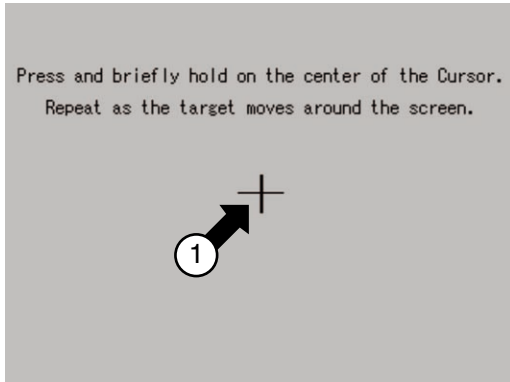 Press and briefly hold on the center of the Cursor.
Repeat as the target moves around the screen.
1